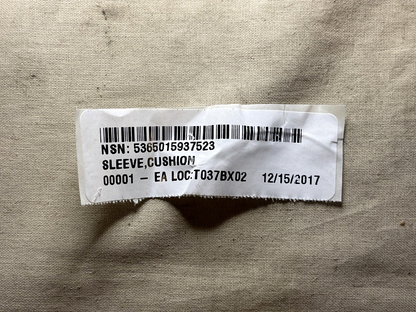 NSN: 5365015937523
SLEEVE,CUSHION
00001 – EA LOC:T037BX02 12/15/2017